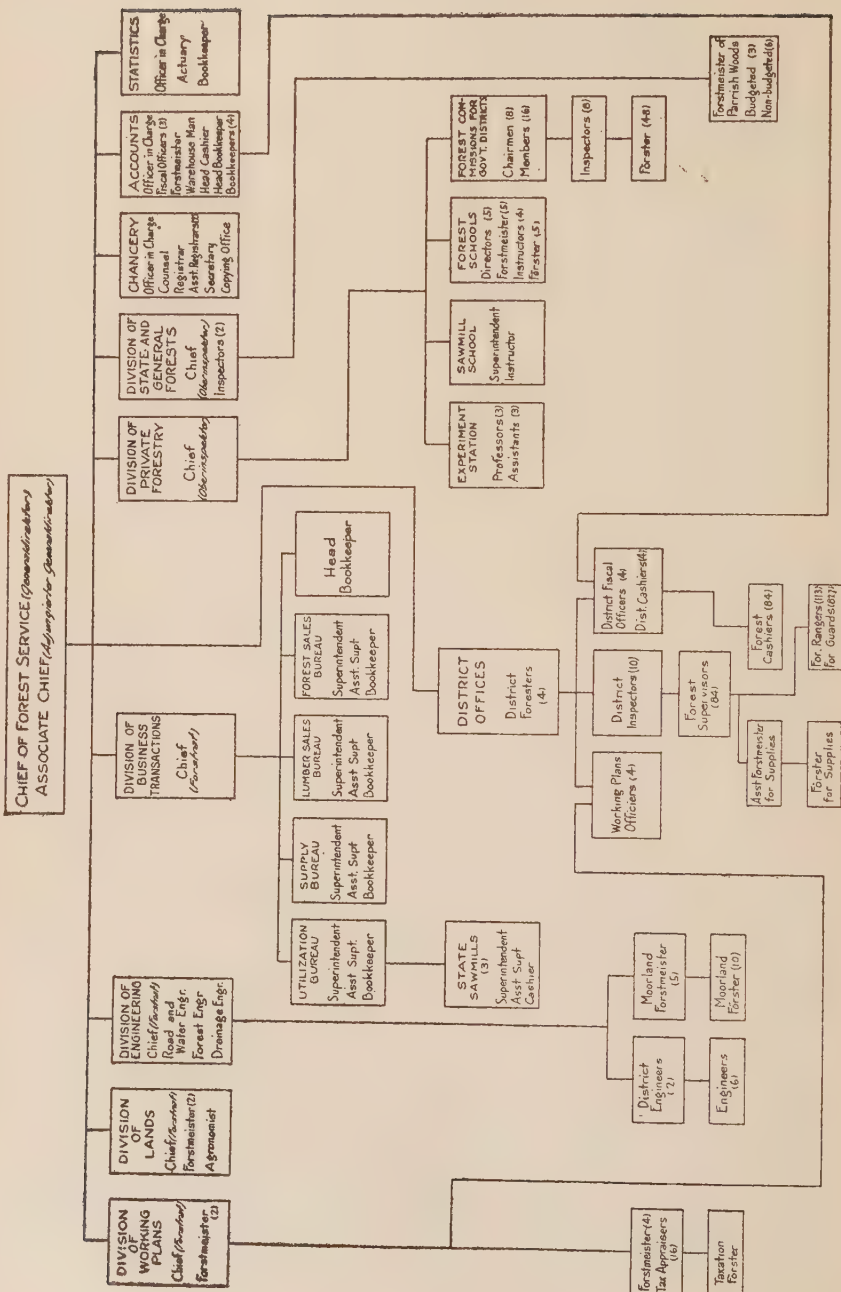 CHIEF OF FOREST SERVICE (Generaldirektor)
ASSOCIATE CHIEF (Adjungierter Generaldirektor)
DIVISION
OF
WORKING
PLANS
Chief (Forstrat)
Forstmeister
(2)
DIVISION
OF
LANDS
Chief (Forstrat)
Forstmeister (2)
Agronomist
DIVISION OF
ENGINEERING
Chief (Forstrat)
Road and
Water Engr.
Forest Engr
Drainage Engr.
DIVISION OF
BUSINESS
TRANSACTIONS
Chief
(Forstrat)
DIVISION OF
PRIVATE
FORESTRY
Chief
(Oberinspektor)
DIVISION OF
STATE AND
GENERAL
FORESTS
Chief
(Oberinspektor)
Inspectors (2)
CHANCERY
Officer in Charge
Counsel
Registrar
Asst. Registrars
Secretary
Copying Office
ACCOUNTS
Officer in Charge
Fiscal Officers (3)
Forstmeister
Warehouse Man
Head Cashier
Head Bookkeeper
Bookkeepers (4)
STATISTICS
Officer in Charge
Actuary
Bookkeeper
UTILIZATION
BUREAU
Superintendent
Asst Supt.
Bookkeeper
SUPPLY
BUREAU
Superintendent
Asst. Supt
Bookkeeper
LUMBER SALES
BUREAU
Superintendent
Asst Supt
Bookkeeper
FOREST SALES
BUREAU
Superintendent
Asst. Supt
Bookkeeper
Head
Bookkeeper
STATE
SAWMILLS
(3)
Superintendent
Asst Supt
Cashier
EXPERIMENT
STATION
Professors (3)
Assistants (3)
SAWMILL
SCHOOL
Superintendent
Instructor
FOREST
SCHOOLS
Directors (5)
Forstmeister (5)
Instructors (4)
Förster (5)
FOREST COM-
MISSIONS FOR
GOVT. DISTRICTS
Chairmen (8)
Members (16)
Inspectors (8)
Förster (48)
Forstmeister of
Parrish Woods
Budgeted (3)
Non-budgeted (6)
DISTRICT
OFFICES
District
Foresters
(4)
Working Plans
Officiers (4)
District
Inspectors (10)
District Fiscal
Officers (4)
Dist. Cashiers (4)
Forest
Supervisors
(84)
Forest
Cashiers (84)
Asst Forstmeister
for Supplies
Förster
for Supplies
For. Rangers (113)
for Guards
District
Engineers
(2)
Engineers
(6)
Moorland
Forstmeister
(5)
Moorland
Förster (10)
Forstmeister (4)
Tax Appraisers
(16)
Taxation
Förster